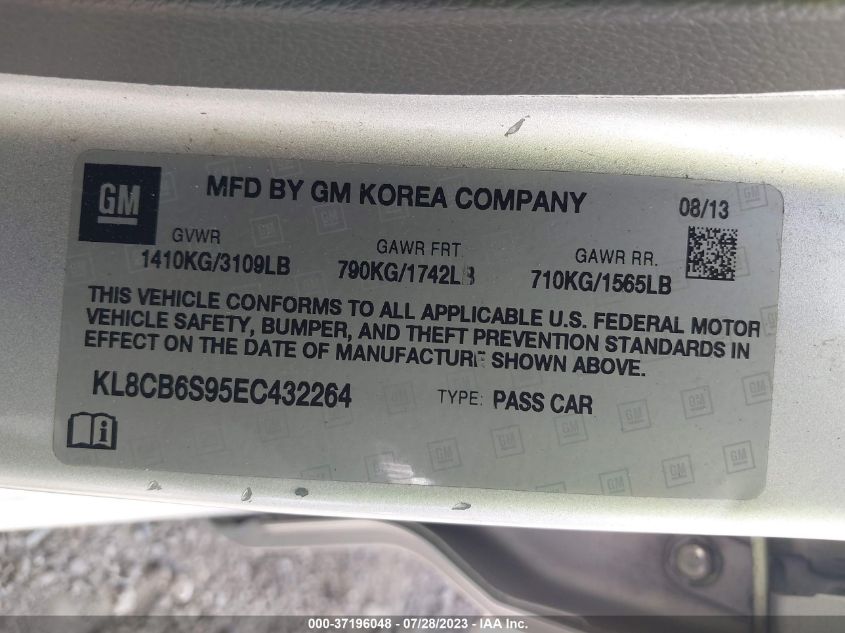 GM
MFD BY GM KOREA COMPANY
08/13
GVWR
1410KG/3109LB
GAWR FRT.
790KG/1742LB
GAWR RR.
710KG/1565LB
THIS VEHICLE CONFORMS TO ALL APPLICABLE U.S. FEDERAL MOTOR
VEHICLE SAFETY, BUMPER, AND THEFT PREVENTION STANDARDS IN
EFFECT ON THE DATE OF MANUFACTURE SHOWN ABOVE.
KL8CB6S95EC432264
TYPE: PASS CAR
000-37196048 - 07/28/2023 - IAA Inc.